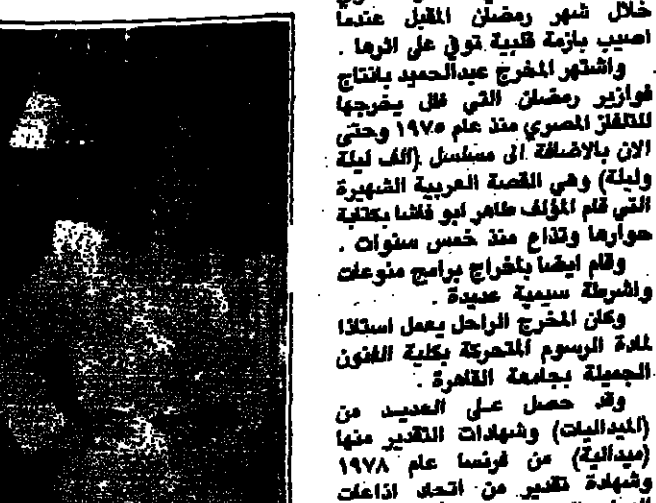 خلال شهر رمضان المقبل عندما
اصيب بازمة قلبية توفي على اثرها .
واشتهر المخرج عبدالحميد بانتاج
فوازير رمضان التي ظل يخرجها
للتلفاز المصري منذ عام ١٩٧٥ وحتى
الان بالاضافة الى مسلسل (الف ليلة
وليلة) وهي القصة العربية الشهيرة
التي قام المؤلف طاهر ابو فاشا بكتابة
حوارها وتذاع منذ خمس سنوات .
وقام ايضا باخراج برامج منوعات
واشرطة سيمية عديدة .
وكان المخرج الراحل يعمل استاذا
لمادة الرسوم المتحركة بكلية الفنون
الجميلة بجامعة القاهرة .
وقد حصل على العديد من
(الميداليات) وشهادات التقدير منها
(ميدالية) من فرنسا عام ١٩٧٨
وشهادة تقدير من اتحاد اذاعات